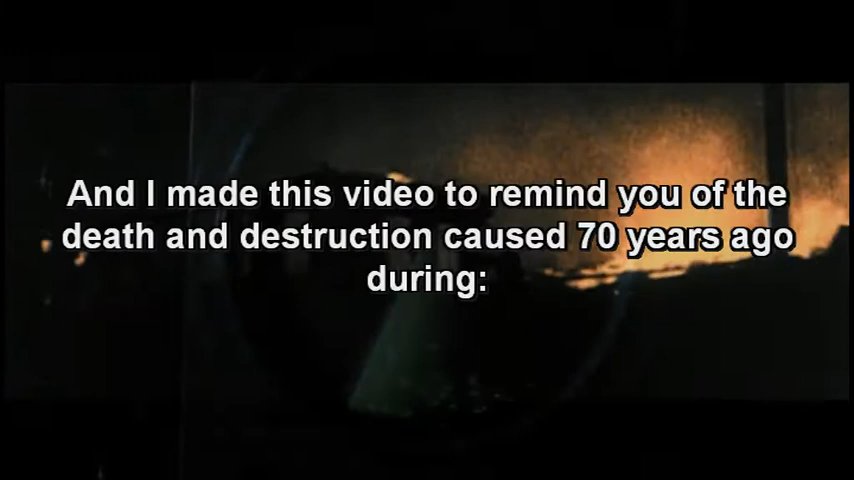 And I made this video to remind you of the
death and destruction caused 70 years ago
during: